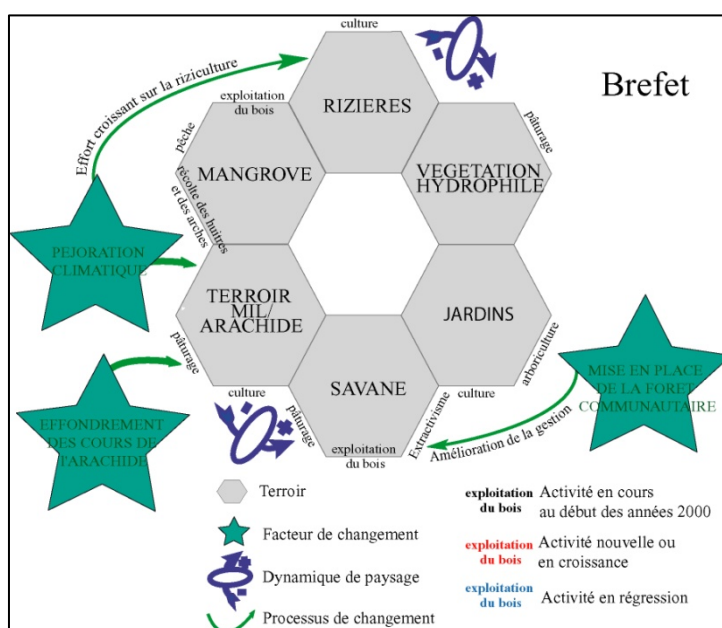 Brefet
culture
RIZIERES
Effort croissant sur la riziculture
exploitation
du bois
pêche
MANGROVE
récolte des huitres
et des arches
pâturage
VEGETATION
HYDROPHILE
PEJORATION
CLIMATIQUE
TERROIR
MIL/
ARACHIDE
pâturage
culture
JARDINS
arboriculture
culture
SAVANE
pâturage
exploitation
du bois
Extractivisme
Amélioration de la gestion
EFFONDREMENT
DES COURS DE
l'ARACHIDE
MISE EN PLACE
DE LA FORET
COMMUNAUTAIRE
Terroir
Facteur de changement
Dynamique de paysage
Processus de changement
exploitation
du bois
Activité en cours
au début des années 2000
exploitation
du bois
Activité nouvelle ou
en croissance
exploitation
du bois
Activité en régression